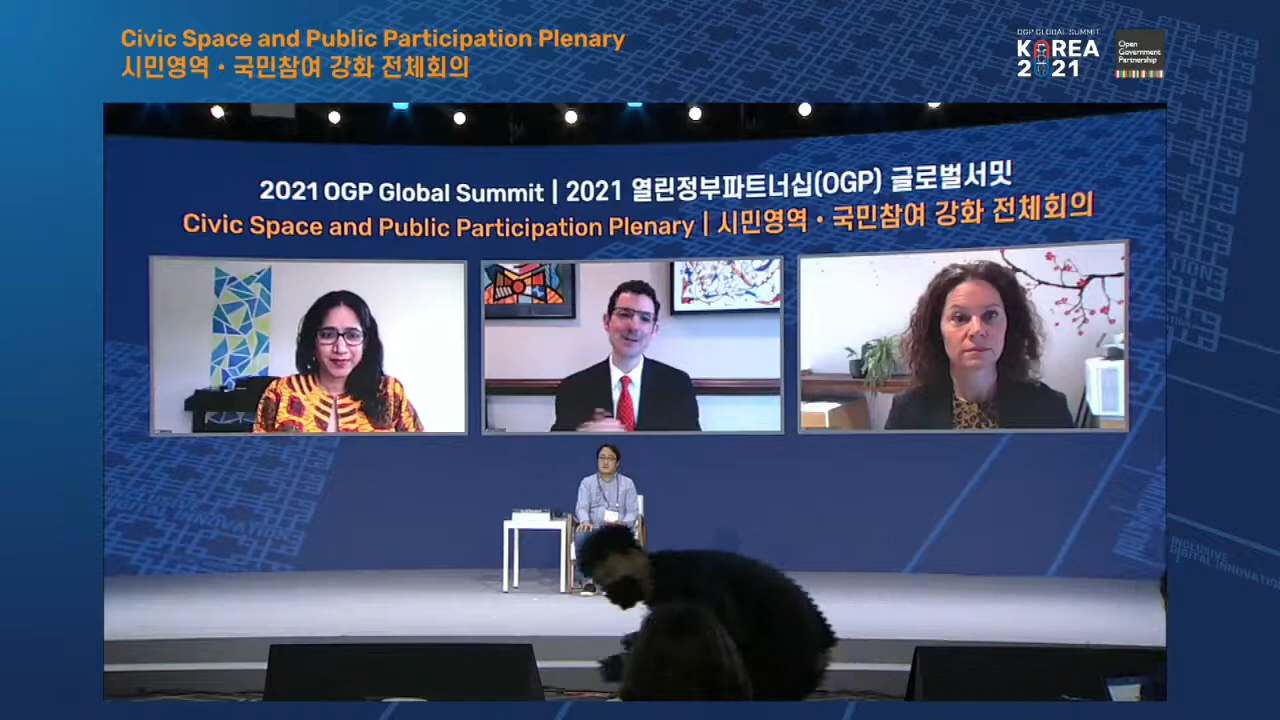 Civic Space and Public Participation Plenary
시민영역・국민참여 강화 전체회의
OGP GLOBAL SUMMIT
KOREA
2021
Open
Government
Partnership
2021 OGP Global Summit | 2021 열린정부파트너십(OGP) 글로벌서밋
Civic Space and Public Participation Plenary | 시민영역・국민참여 강화 전체회의
INCLUSIVE
DIGITAL INNOVATION
DIGITAL INNOVATION